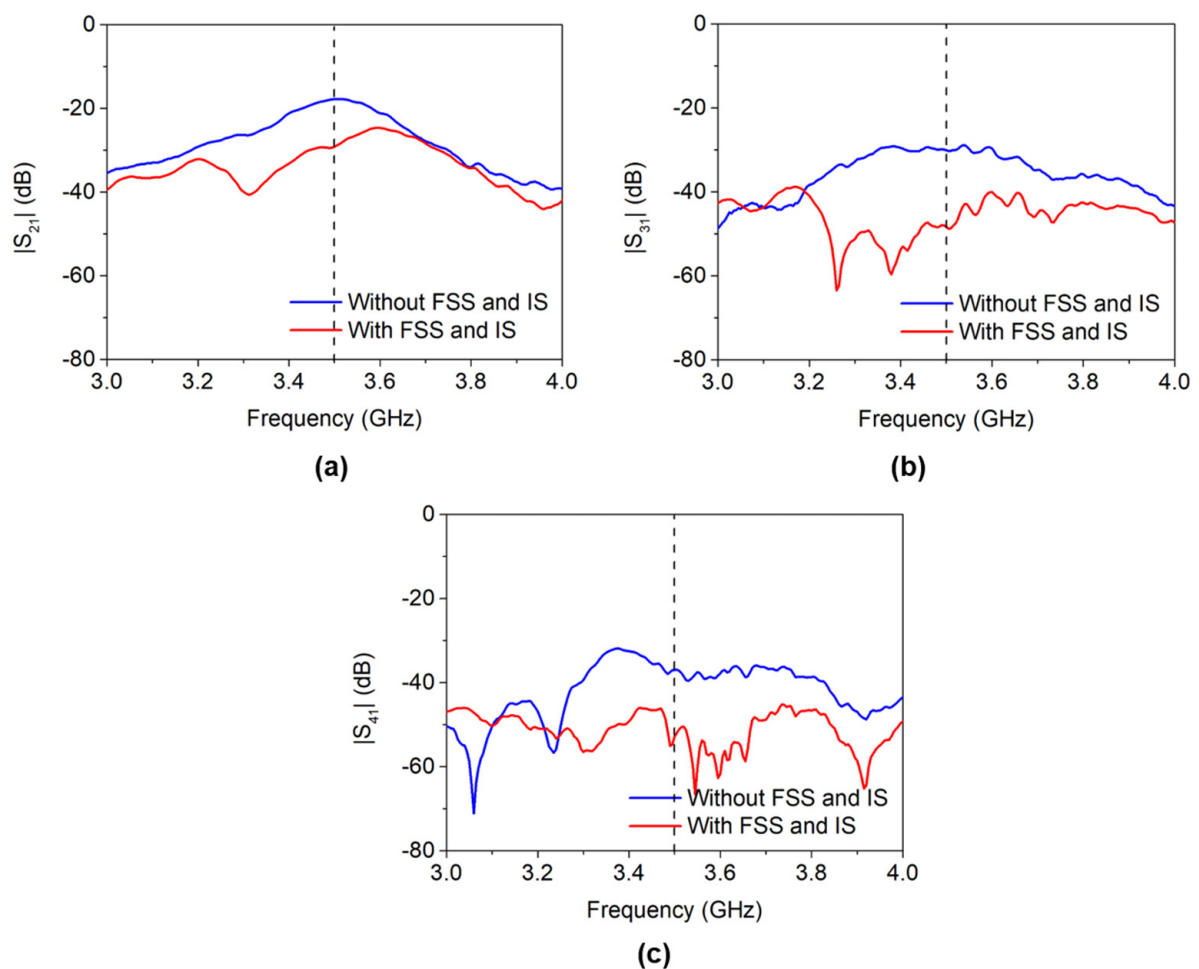 0
-20
-40
-60
-80
|S21| (dB)
Without FSS and IS
With FSS and IS
3.0 3.2 3.4 3.6 3.8 4.0
Frequency (GHz)
(a)
0
-20
-40
-60
-80
|S31| (dB)
Without FSS and IS
With FSS and IS
3.0 3.2 3.4 3.6 3.8 4.0
Frequency (GHz)
(b)
0
-20
-40
-60
-80
|S41| (dB)
Without FSS and IS
With FSS and IS
3.0 3.2 3.4 3.6 3.8 4.0
Frequency (GHz)
(c)